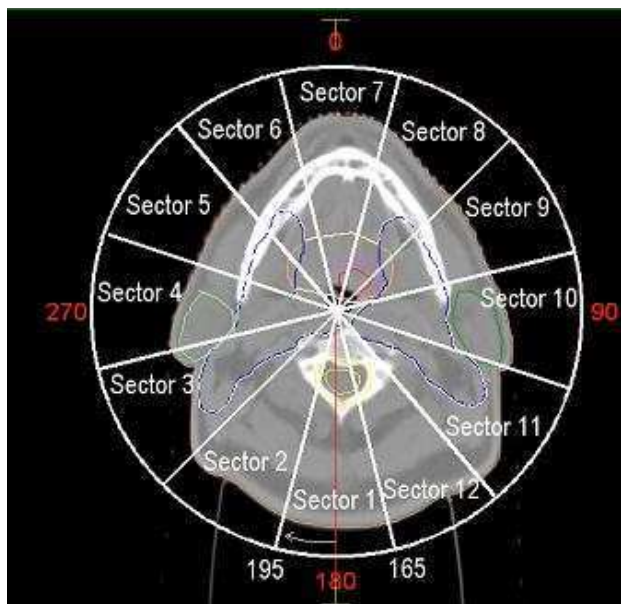 0
Sector 7
Sector 6
Sector 8
Sector 5
Sector 9
Sector 4
Sector 10
270
90
Sector 3
Sector 11
Sector 2
Sector 12
Sector 1
195
165
180